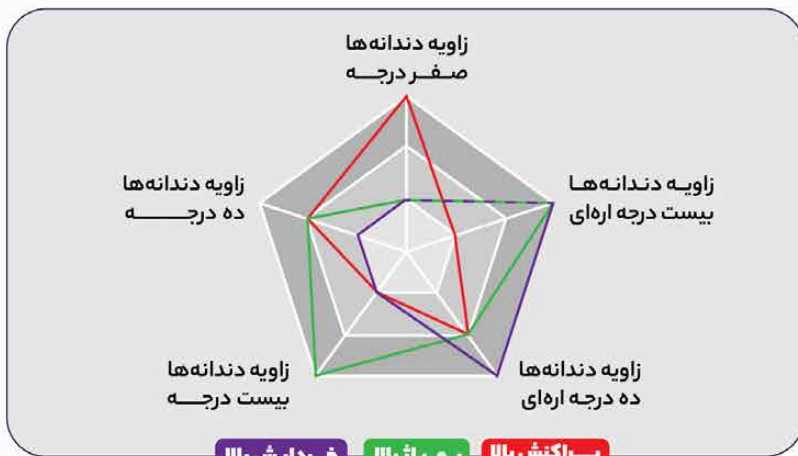 زاویه دندانه‌ها
صفر درجه
زاویه دندانه‌ها
بیست درجه اره‌ای
زاویه دندانه‌ها
ده درجه
زاویه دندانه‌ها
ده درجه اره‌ای
زاویه دندانه‌ها
بیست درجه